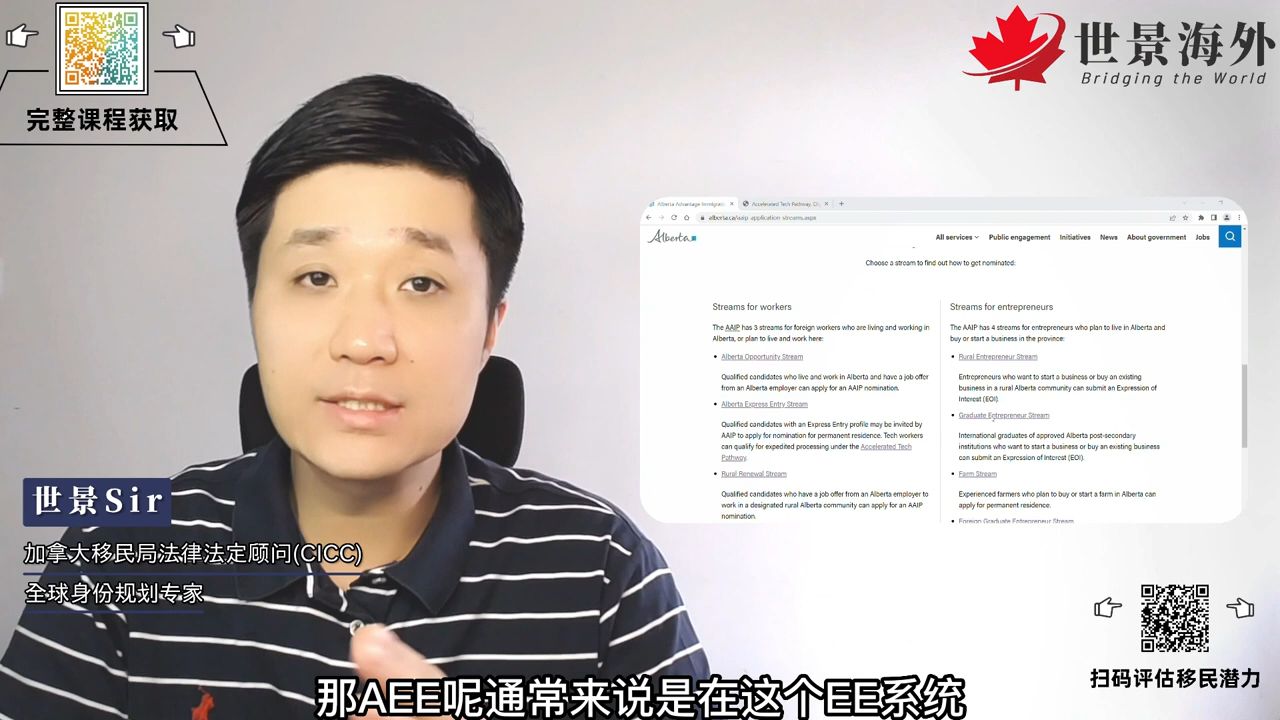 完整课程获取
世景海外
Bridging the World
Alberta Advantage Immigrati
Accelerated Tech Pathway, Ch
alberta.ca/aaip-application-streams.aspx
Alberta
All services
Public engagement
Initiatives
News
About government
Jobs
Choose a stream to find out how to get nominated:
Streams for workers
The AAIP has 3 streams for foreign workers who are living and working in
Alberta, or plan to live and work here:
Alberta Opportunity Stream
Qualified candidates who live and work in Alberta and have a job offer
from an Alberta employer can apply for an AAIP nomination.
Alberta Express Entry Stream
Qualified candidates with an Express Entry profile may be invited by
AAIP to apply for nomination for permanent residence. Tech workers
can qualify for expedited processing under the Accelerated Tech
Pathway.
Rural Renewal Stream
Qualified candidates who have a job offer from an Alberta employer to
work in a designated rural Alberta community can apply for an AAIP
nomination.
Streams for entrepreneurs
The AAIP has 4 streams for entrepreneurs who plan to live in Alberta and
buy or start a business in the province:
Rural Entrepreneur Stream
Entrepreneurs who want to start a business or buy an existing
business in a rural Alberta community can submit an Expression of
Interest (EOI).
Graduate Entrepreneur Stream
International graduates of approved Alberta post-secondary
institutions who want to start a business or buy an existing business
can submit an Expression of Interest (EOI).
Farm Stream
Experienced farmers who plan to buy or start a farm in Alberta can
apply for permanent residence.
Foreign Graduate Entrepreneur Stream
世景Sir
加拿大移民局法律法定顾问(CICC)
全球身份规划专家
扫码评估移民潜力
那AEE呢通常来说是在这个EE系统